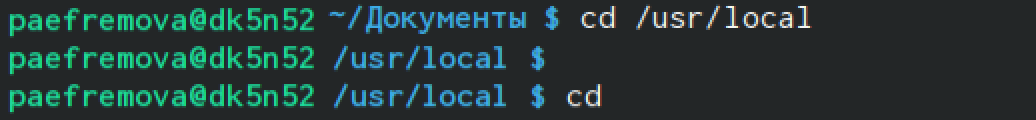 paefremova@dk5n52 ~/Документы $ cd /usr/local
paefremova@dk5n52 /usr/local $
paefremova@dk5n52 /usr/local $ cd